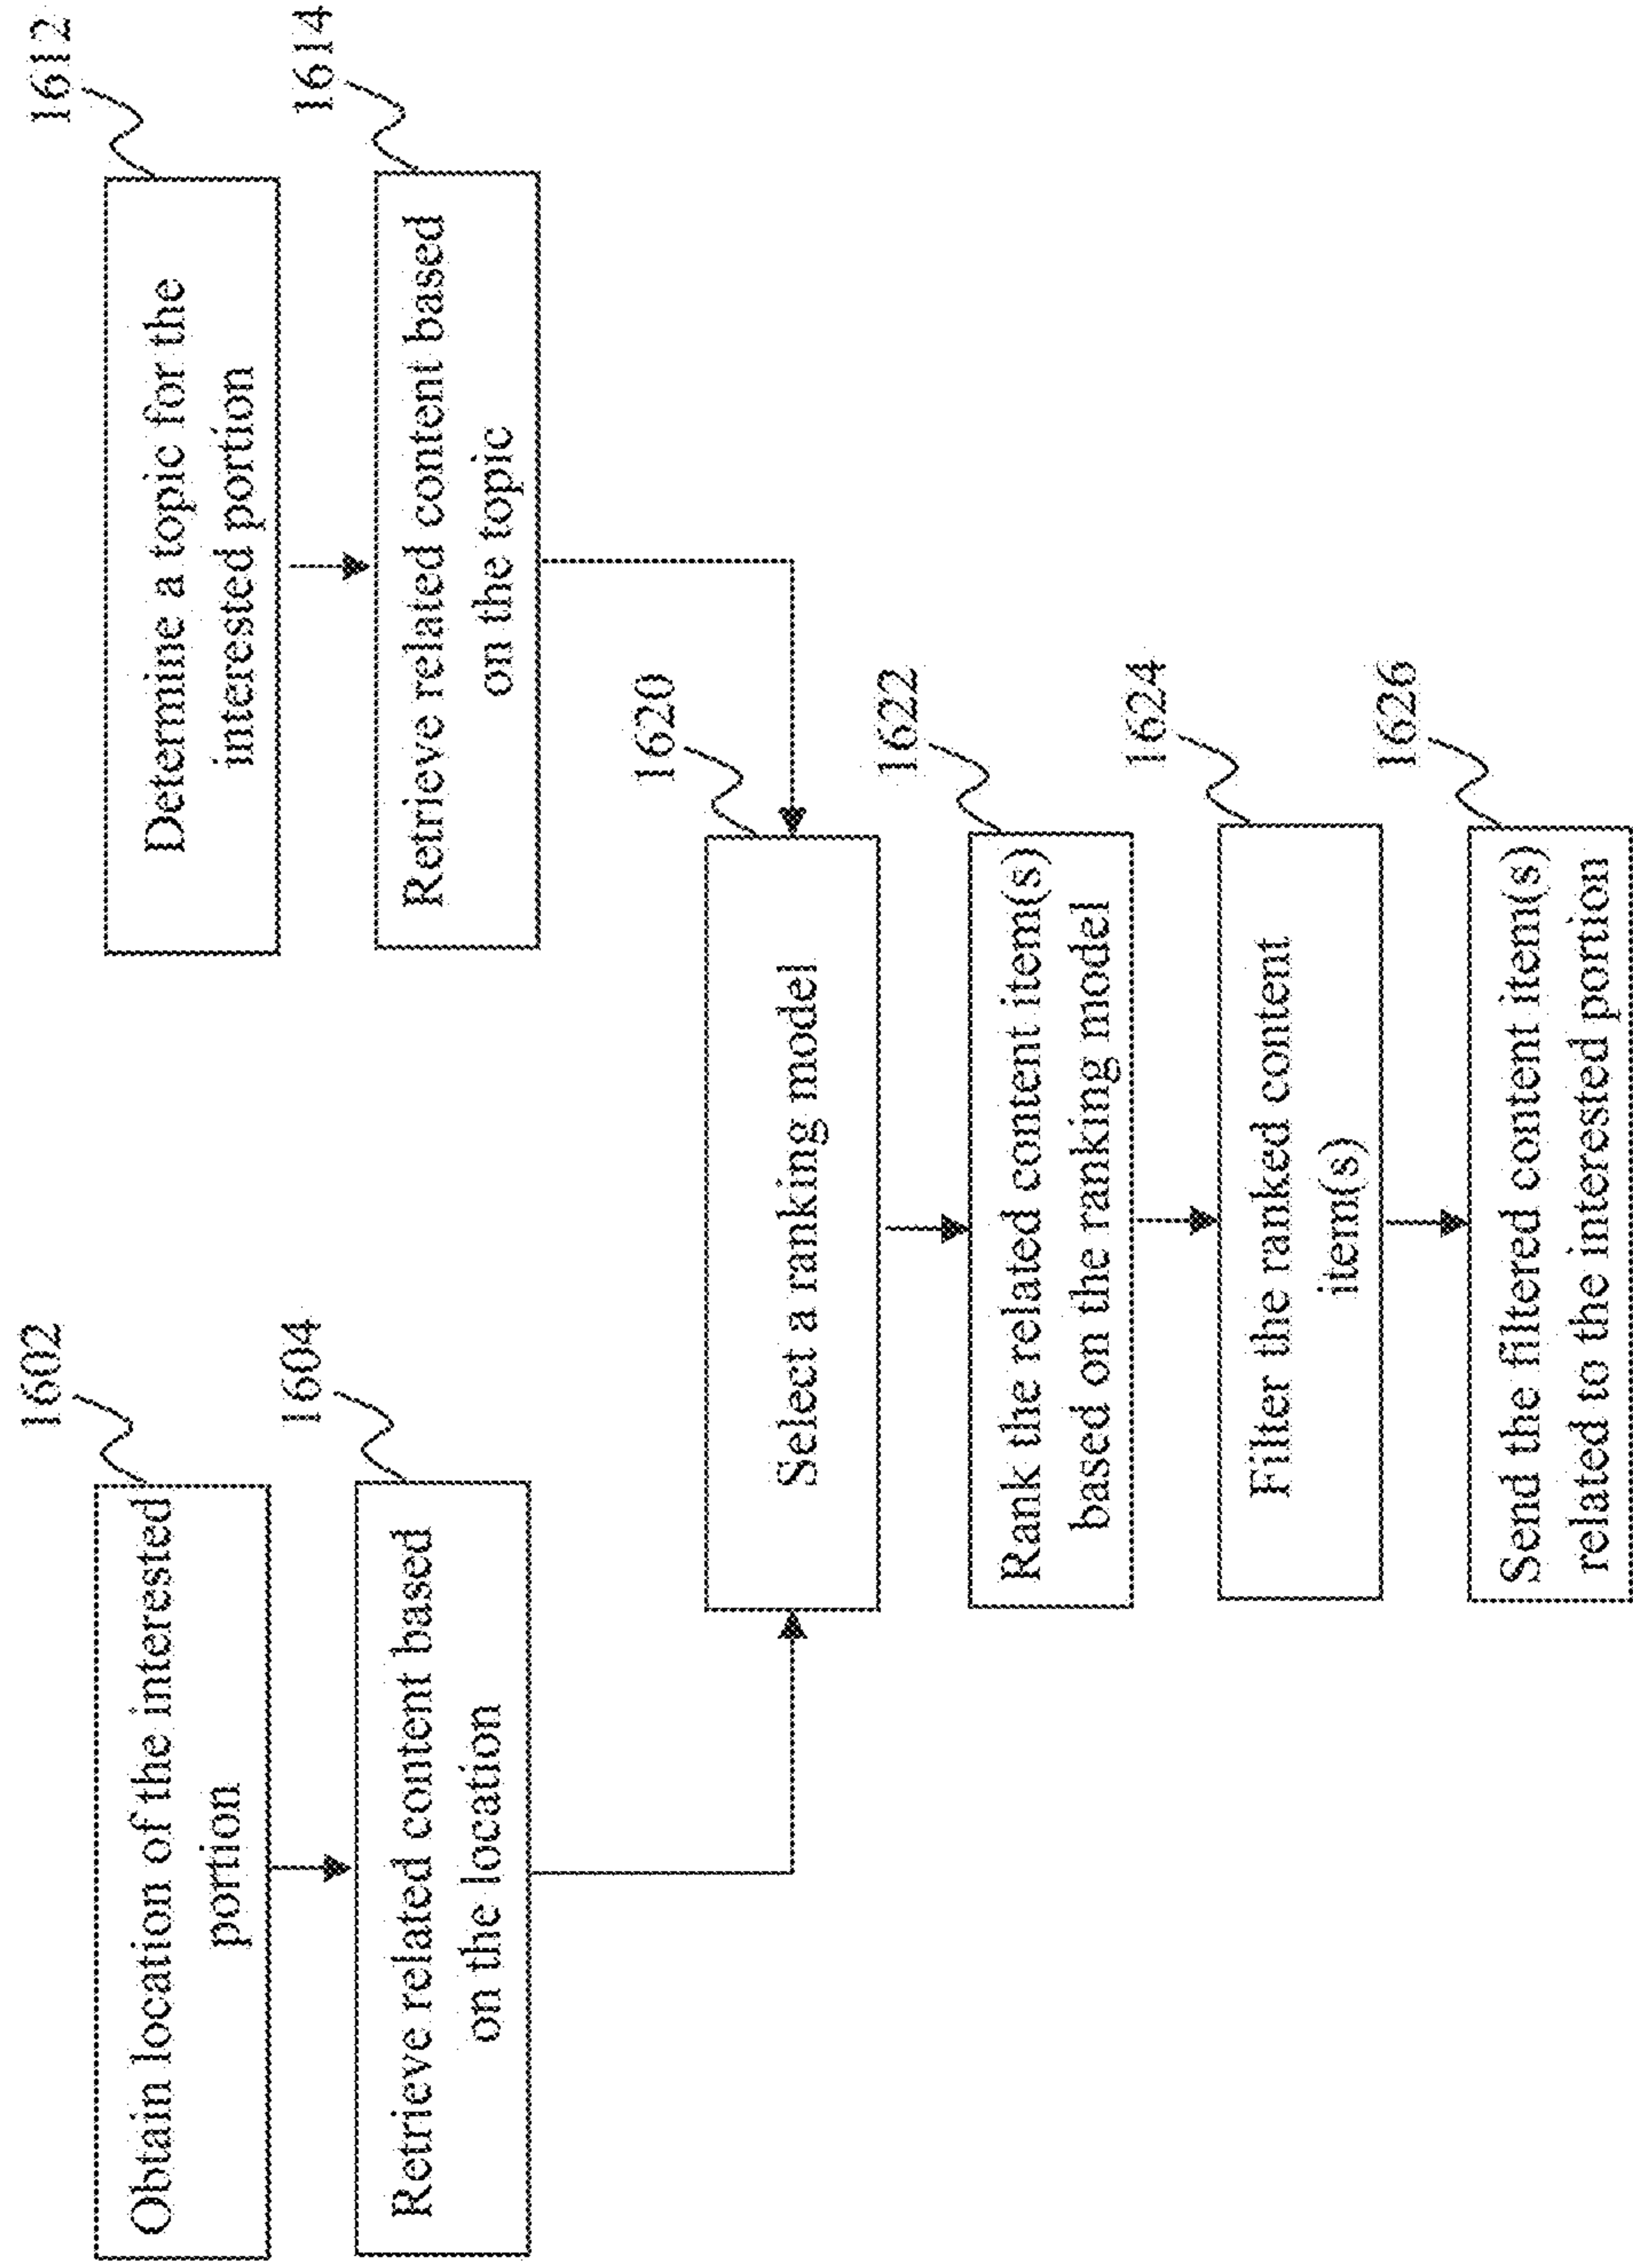 1602
Obtain location of the interested
portion
1604
Retrieve related content based
on the location
1612
Determine a topic for the
interested portion
1614
Retrieve related content based
on the topic
1620
Select a ranking model
1622
Rank the related content item(s)
based on the ranking model
1624
Filter the ranked content
item(s)
1626
Send the filtered content item(s)
related to the interested portion